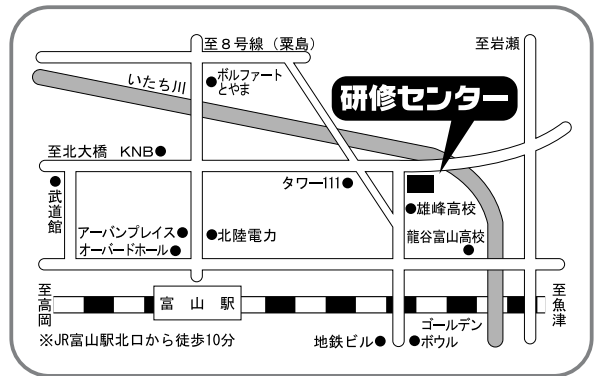 至8号線（粟島）
至岩瀬
いたち川
●ボルファート
とやま
研修センター
至北大橋　KNB●
タワー111●
●武道館
●雄峰高校
アーバンプレイス●
オーバードホール●
●北陸電力
龍谷富山高校
●
至高岡
富山駅
至魚津
※JR富山駅北口から徒歩10分
地鉄ビル●
ゴールデン
●ボウル